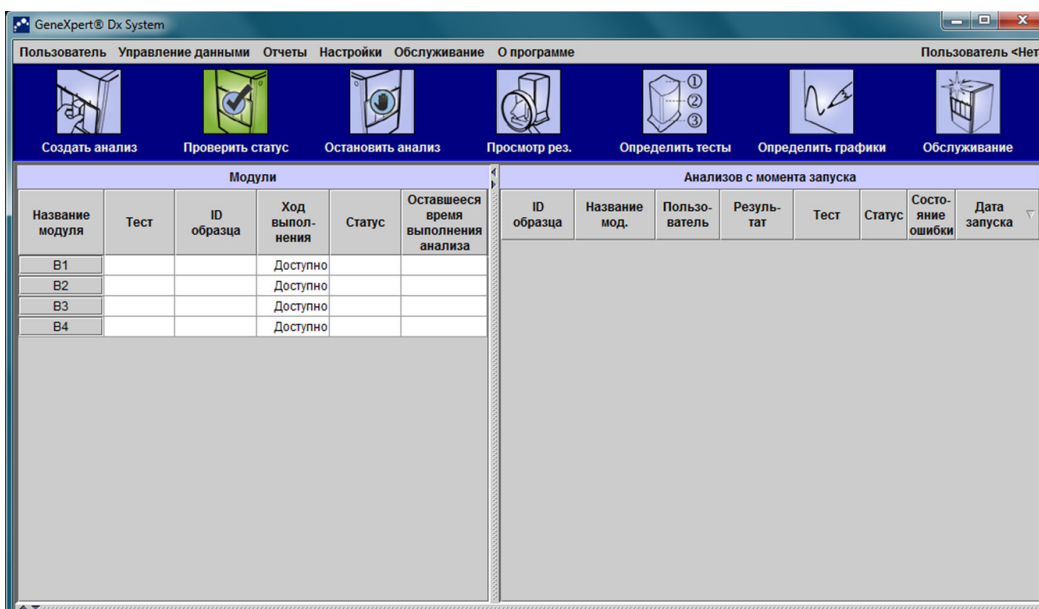 GeneXpert® Dx System
Пользователь Управление данными Отчеты Настройки Обслуживание О программе Пользователь <Нет
1
2
3
Создать анализ Проверить статус Остановить анализ Просмотр рез. Определить тесты Определить графики Обслуживание
Модули
Название модуля
Тест
ID образца
Ход выпол-
нения
Статус
Оставшееся время выполнения анализа
B1 Доступно
B2 Доступно
B3 Доступно
B4 Доступно
Анализов с момента запуска
ID образца
Название мод.
Пользо-
ватель
Резуль-
тат
Тест
Статус
Состо-
яние
ошибки
Дата запуска